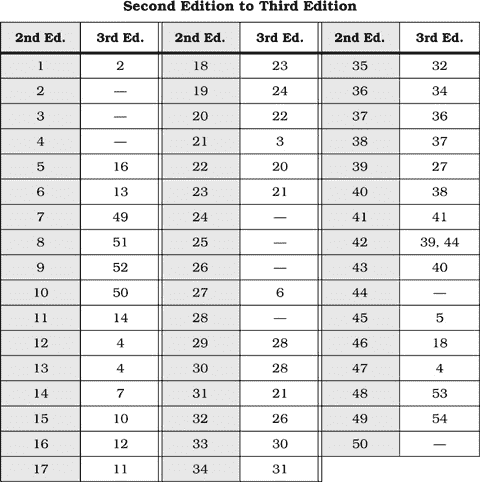 Second Edition to Third Edition
2nd Ed. 3rd Ed. 2nd Ed. 3rd Ed. 2nd Ed. 3rd Ed.
1 2 18 23 35 32
2 — 19 24 36 34
3 — 20 22 37 36
4 — 21 3 38 37
5 16 22 20 39 27
6 13 23 21 40 38
7 49 24 — 41 41
8 51 25 — 42 39, 44
9 52 26 — 43 40
10 50 27 6 44 —
11 14 28 — 45 5
12 4 29 28 46 18
13 4 30 28 47 4
14 7 31 21 48 53
15 10 32 26 49 54
16 12 33 30 50 —
17 11 34 31